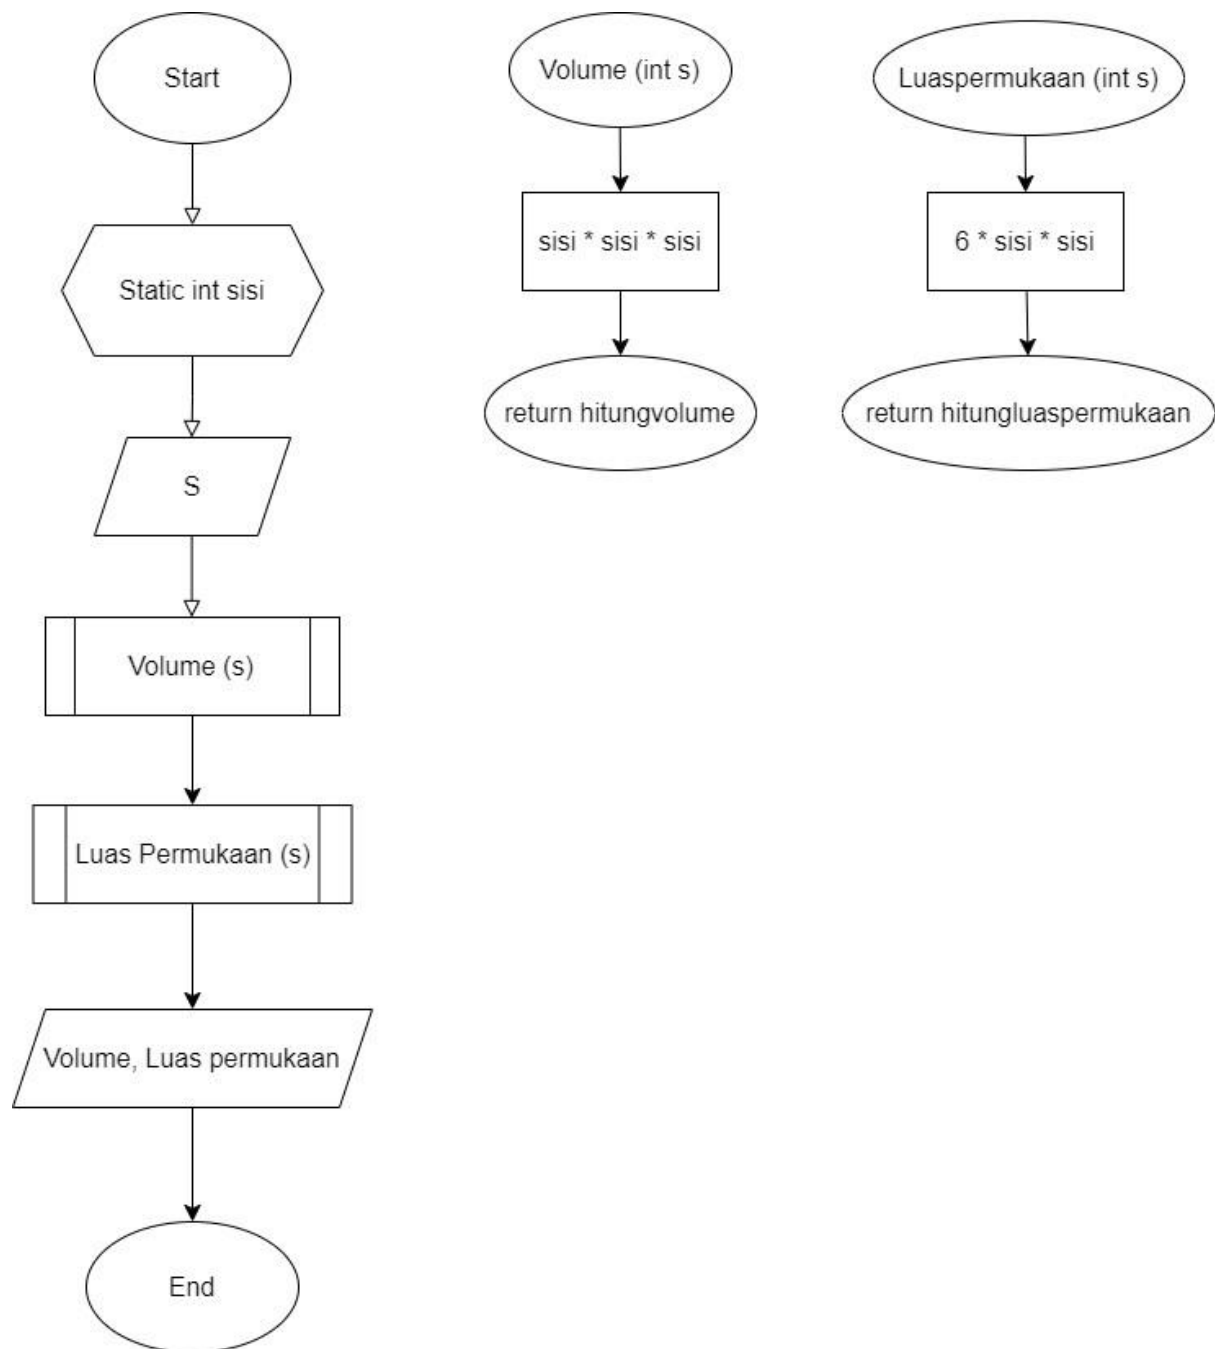 Start
Static int sisi
S
Volume (s)
Luas Permukaan (s)
Volume, Luas permukaan
End
Volume (int s)
sisi * sisi * sisi
return hitungvolume
Luaspermukaan (int s)
6 * sisi * sisi
return hitungluaspermukaan